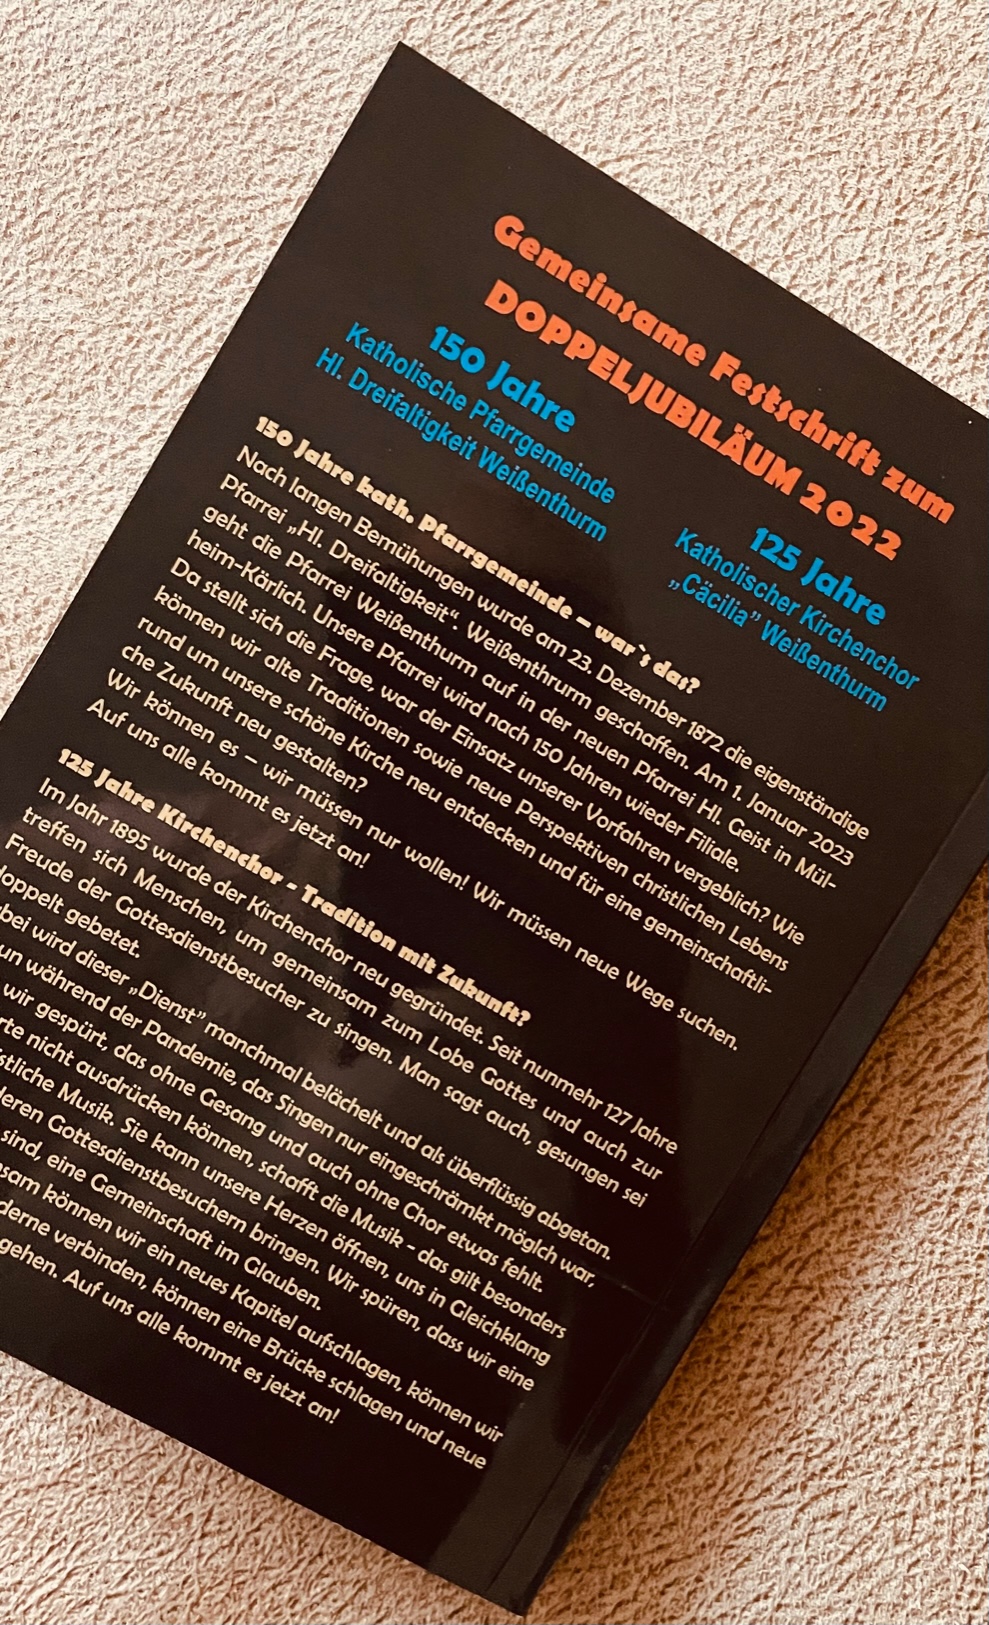 Gemeinsame Festschrift zum
DOPPELJUBILÄUM 2022
150 Jahre
Katholische Pfarrgemeinde
Hl. Dreifaltigkeit Weißenthurm
125 Jahre
Katholischer Kirchenchor
„Cäcilia” Weißenthurm
150 Jahre kath. Pfarrgemeinde – war`s das?
Nach langen Bemühungen wurde am 23. Dezember 1872 die eigenständige
Pfarrei „Hl. Dreifaltigkeit“. Weißenthrurm geschaffen. Am 1. Januar 2023
geht die Pfarrei Weißenthurm auf in der neuen Pfarrei Hl. Geist in Mül-
heim-Kärlich. Unsere Pfarrei wird nach 150 Jahren wieder Filiale.
Da stellt sich die Frage, war der Einsatz unserer Vorfahren vergeblich? Wie
können wir alte Traditionen sowie neue Perspektiven christlichen Lebens
rund um unsere schöne Kirche neu entdecken und für eine gemeinschaftli-
che Zukunft neu gestalten?
Wir können es – wir müssen nur wollen! Wir müssen neue Wege suchen.
Auf uns alle kommt es jetzt an!
125 Jahre Kirchenchor - Tradition mit Zukunft?
Im Jahr 1895 wurde der Kirchenchor neu gegründet. Seit nunmehr 127 Jahre
treffen sich Menschen, um gemeinsam zum Lobe Gottes und auch zur
Freude der Gottesdienstbesucher zu singen. Man sagt auch, gesungen sei
doppelt gebetet.
wird dieser „Dienst” manchmal belächelt und als überflüssig abgetan.
während der Pandemie, das Singen nur eingeschrämkt möglch war,
wir gespürt, das ohne Gesang und auch ohne Chor etwas fehlt.
nicht ausdrücken können, schafft die Musik - das gilt besonders
Musik. Sie kann unsere Herzen öffnen, uns in Gleichklang
Gottesdienstbesuchern bringen. Wir spüren, dass wir eine
sind, eine Gemeinschaft im Glauben.
können wir ein neues Kapitel aufschlagen, können wir
verbinden, können eine Brücke schlagen und neue
gehen. Auf uns alle kommt es jetzt an!